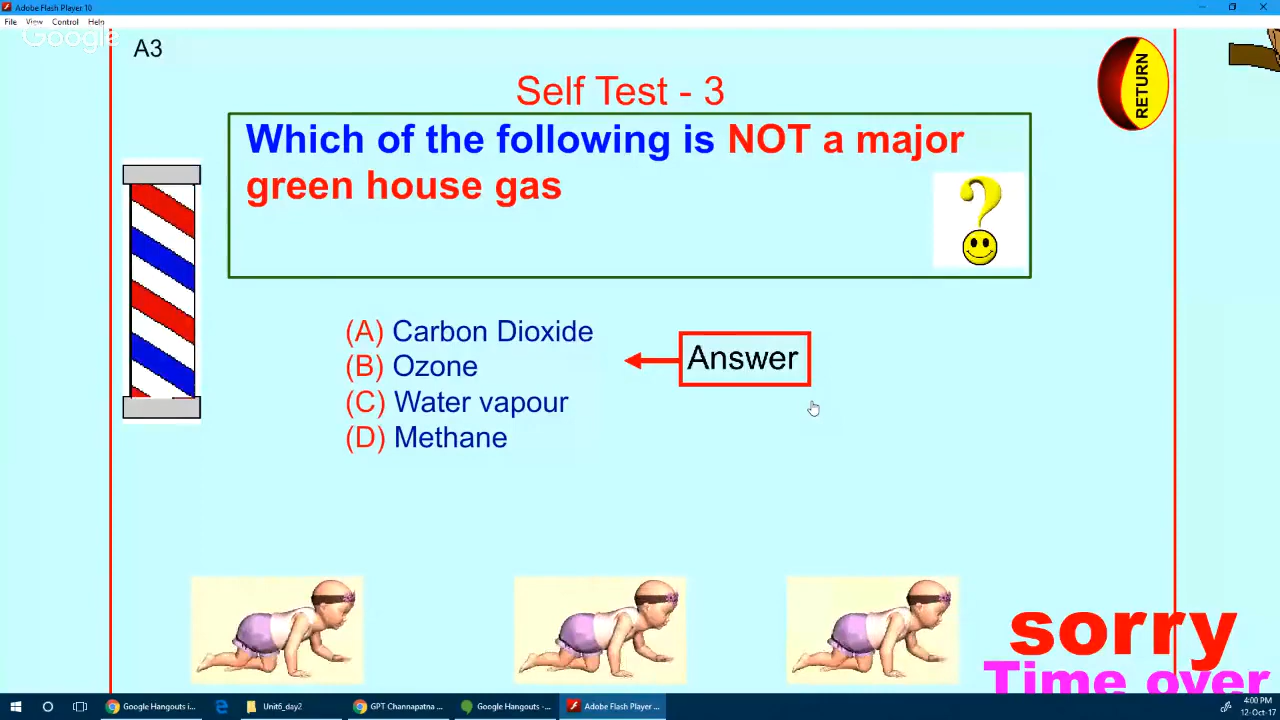 Adobe Flash Player 10
File View Control Help
Google
A3
RETURN
Self Test - 3
Which of the following is NOT a major
green house gas
(A) Carbon Dioxide
(B) Ozone
(C) Water vapour
(D) Methane
Answer
sorry
Time over
Google Hangouts i...
Unit6_day2
GPT Channapatna ...
Google Hangouts - ...
Adobe Flash Player ...
4:00 PM
12-Oct-17